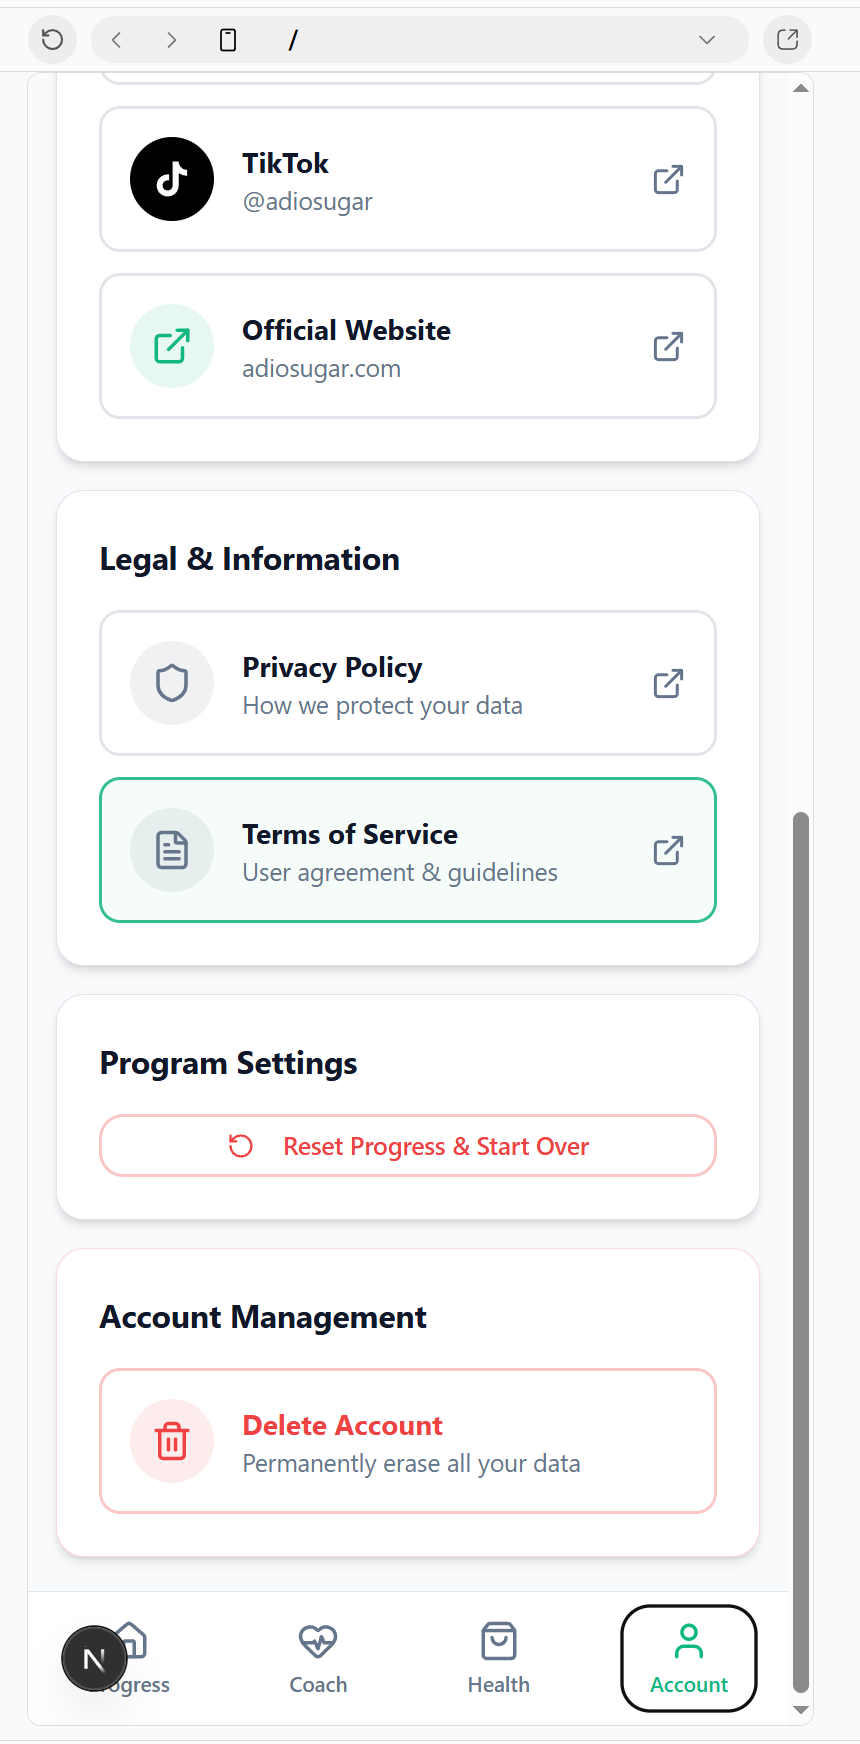 /
TikTok
@adiosugar
Official Website
adiosugar.com
Legal & Information
Privacy Policy
How we protect your data
Terms of Service
User agreement & guidelines
Program Settings
Reset Progress & Start Over
Account Management
Delete Account
Permanently erase all your data
N
ogress
Coach
Health
Account